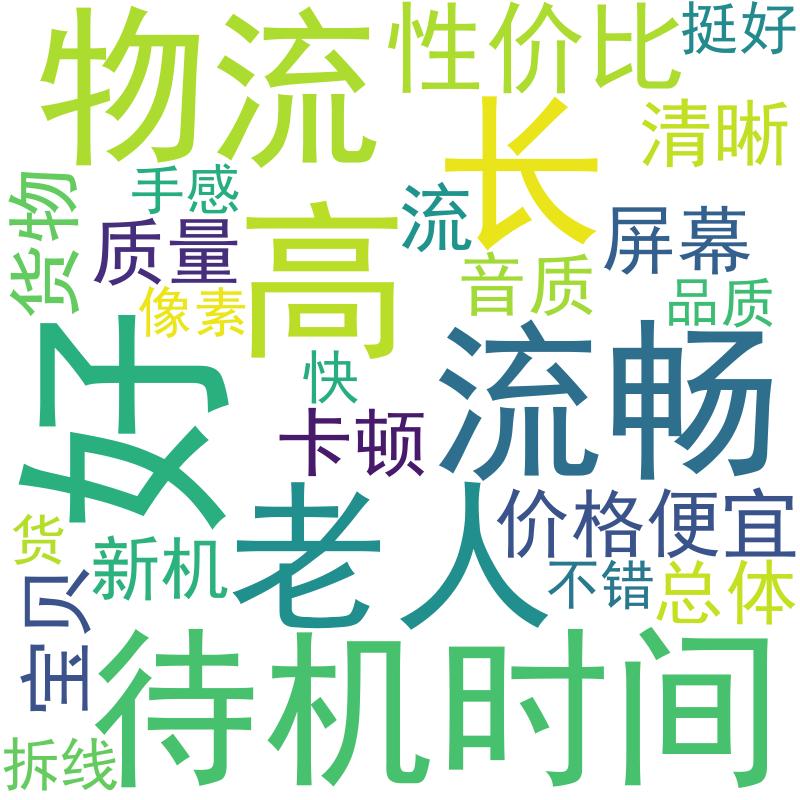 物流
性价比
挺好
长
清晰
手感
货物
流
高
屏幕
质量
音质
品质
像素
好
流畅
快
卡顿
老人
价格便宜
货
新机
不错
总体
宝贝
待机时间
拆线